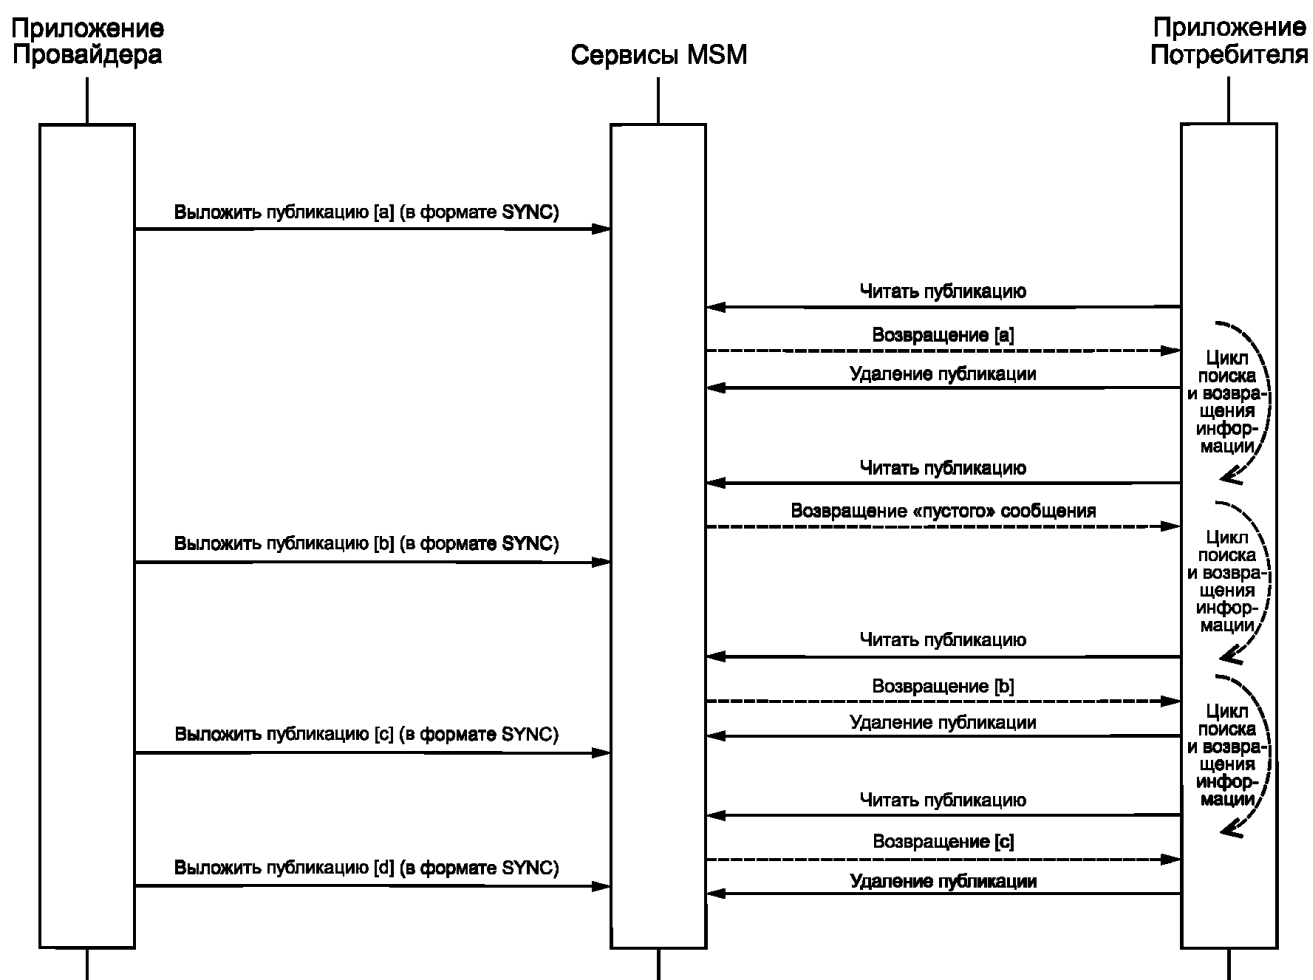 Приложение
Провайдера
Сервисы MSM
Приложение
Потребителя
Выложить публикацию [a] (в формате SYNC)
Читать публикацию
Возвращение [a]
Удаление публикации
Цикл
поиска
и возвра-
щения
инфор-
мации
Читать публикацию
Возвращение «пустого» сообщения
Выложить публикацию [b] (в формате SYNC)
Цикл
поиска
и возвра-
щения
инфор-
мации
Читать публикацию
Возвращение [b]
Удаление публикации
Выложить публикацию [c] (в формате SYNC)
Цикл
поиска
и возвра-
щения
инфор-
мации
Читать публикацию
Возвращение [c]
Выложить публикацию [d] (в формате SYNC)
Удаление публикации